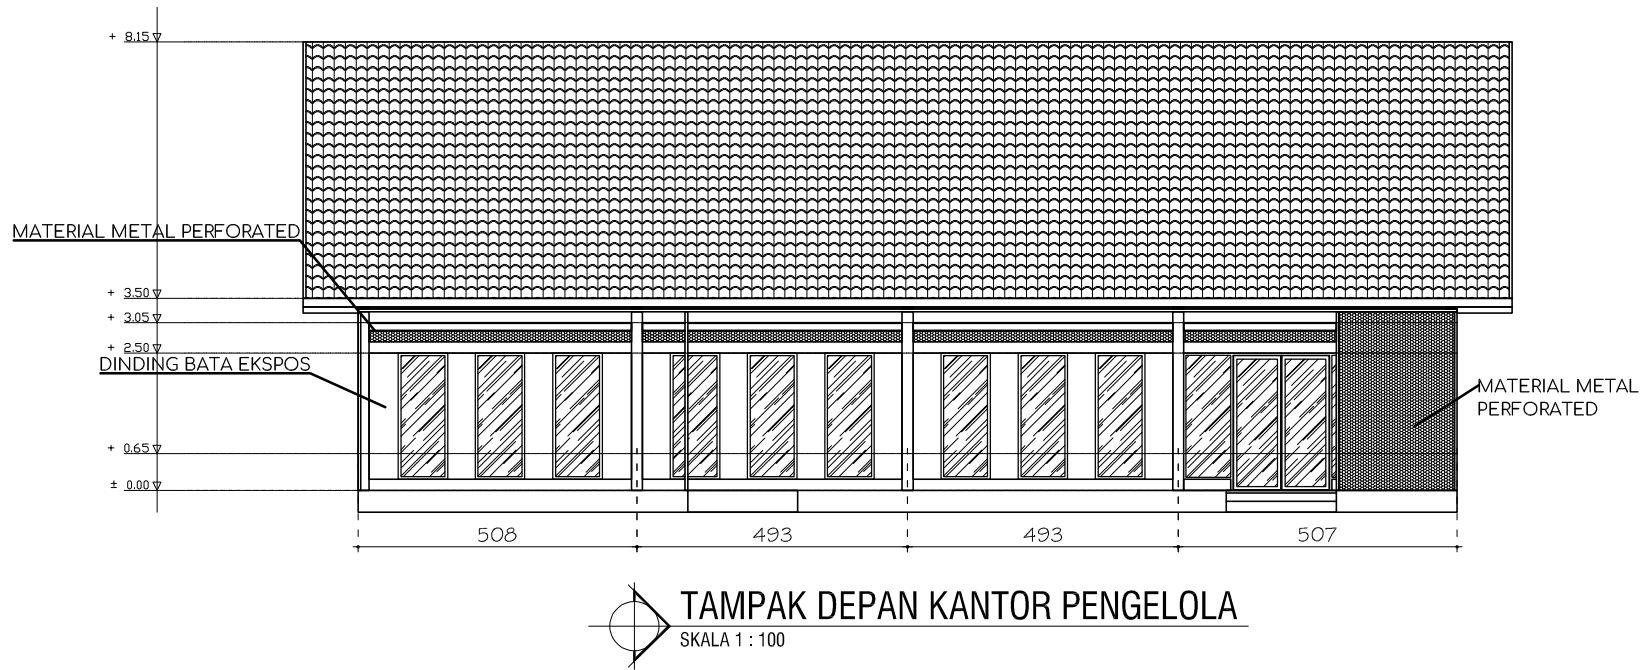 + 8.15
MATERIAL METAL PERFORATED
+ 3.50
+ 3.05
+ 2.50
DINDING BATA EKSPOS
MATERIAL METAL
PERFORATED
+ 0.65
± 0.00
508 493 493 507
TAMPAK DEPAN KANTOR PENGELOLA
SKALA 1 : 100